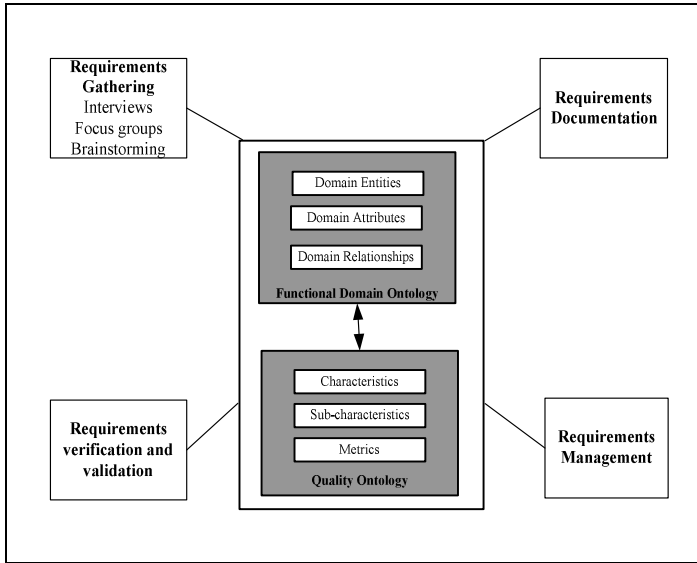 Requirements
Gathering
Interviews
Focus groups
Brainstorming
Requirements
Documentation
Domain Entities
Domain Attributes
Domain Relationships
Functional Domain Ontology
Characteristics
Sub-characteristics
Metrics
Quality Ontology
Requirements
verification and
validation
Requirements
Management